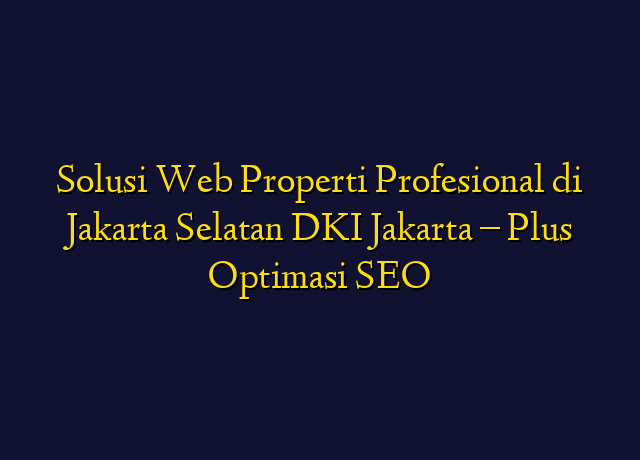 Solusi Web Properti Profesional di
Jakarta Selatan DKI Jakarta – Plus
Optimasi SEO